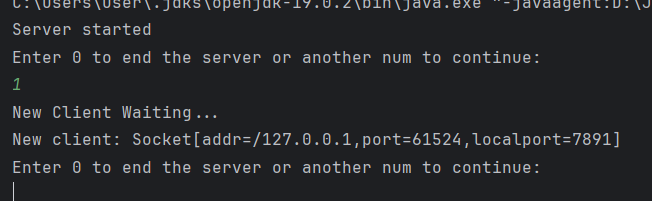 C:\Users\User\.jdks\openjdk-19.0.2\bin\java.exe "-javaagent:D:\J
Server started
Enter 0 to end the server or another num to continue:
1
New Client Waiting...
New client: Socket[addr=/127.0.0.1,port=61524,localport=7891]
Enter 0 to end the server or another num to continue: